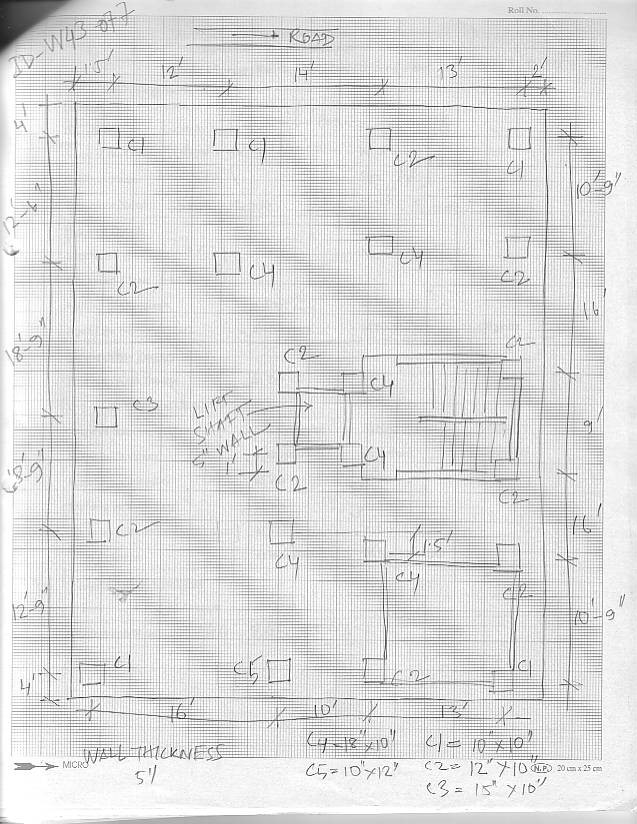 Roll No.
ID-W43 of 7
→ ROAD
1.5' 12' 14' 13' 2'
4'
C1 C1 C2 C1
10'-9"
12'-6"
C2 C4 C4 C2
16'
18'-9"
C2 C4 C2
C3
LIFT
SHAFT
5" WALL
1'
9'
C2 C4 C2
18'-9"
16'
C2 C4 1.5'
C4 C2
12'-9"
10'-9"
C1 C5 C2 C1
4'
16' 10' 13'
WALL THICKNESS
5"
C4 = 18" X 10"
C5 = 10" X 12"
C1 = 10" X 10"
C2 = 12" X 10"
C3 = 15" X 10"
MICRO
N.P. 20 cm x 25 cm